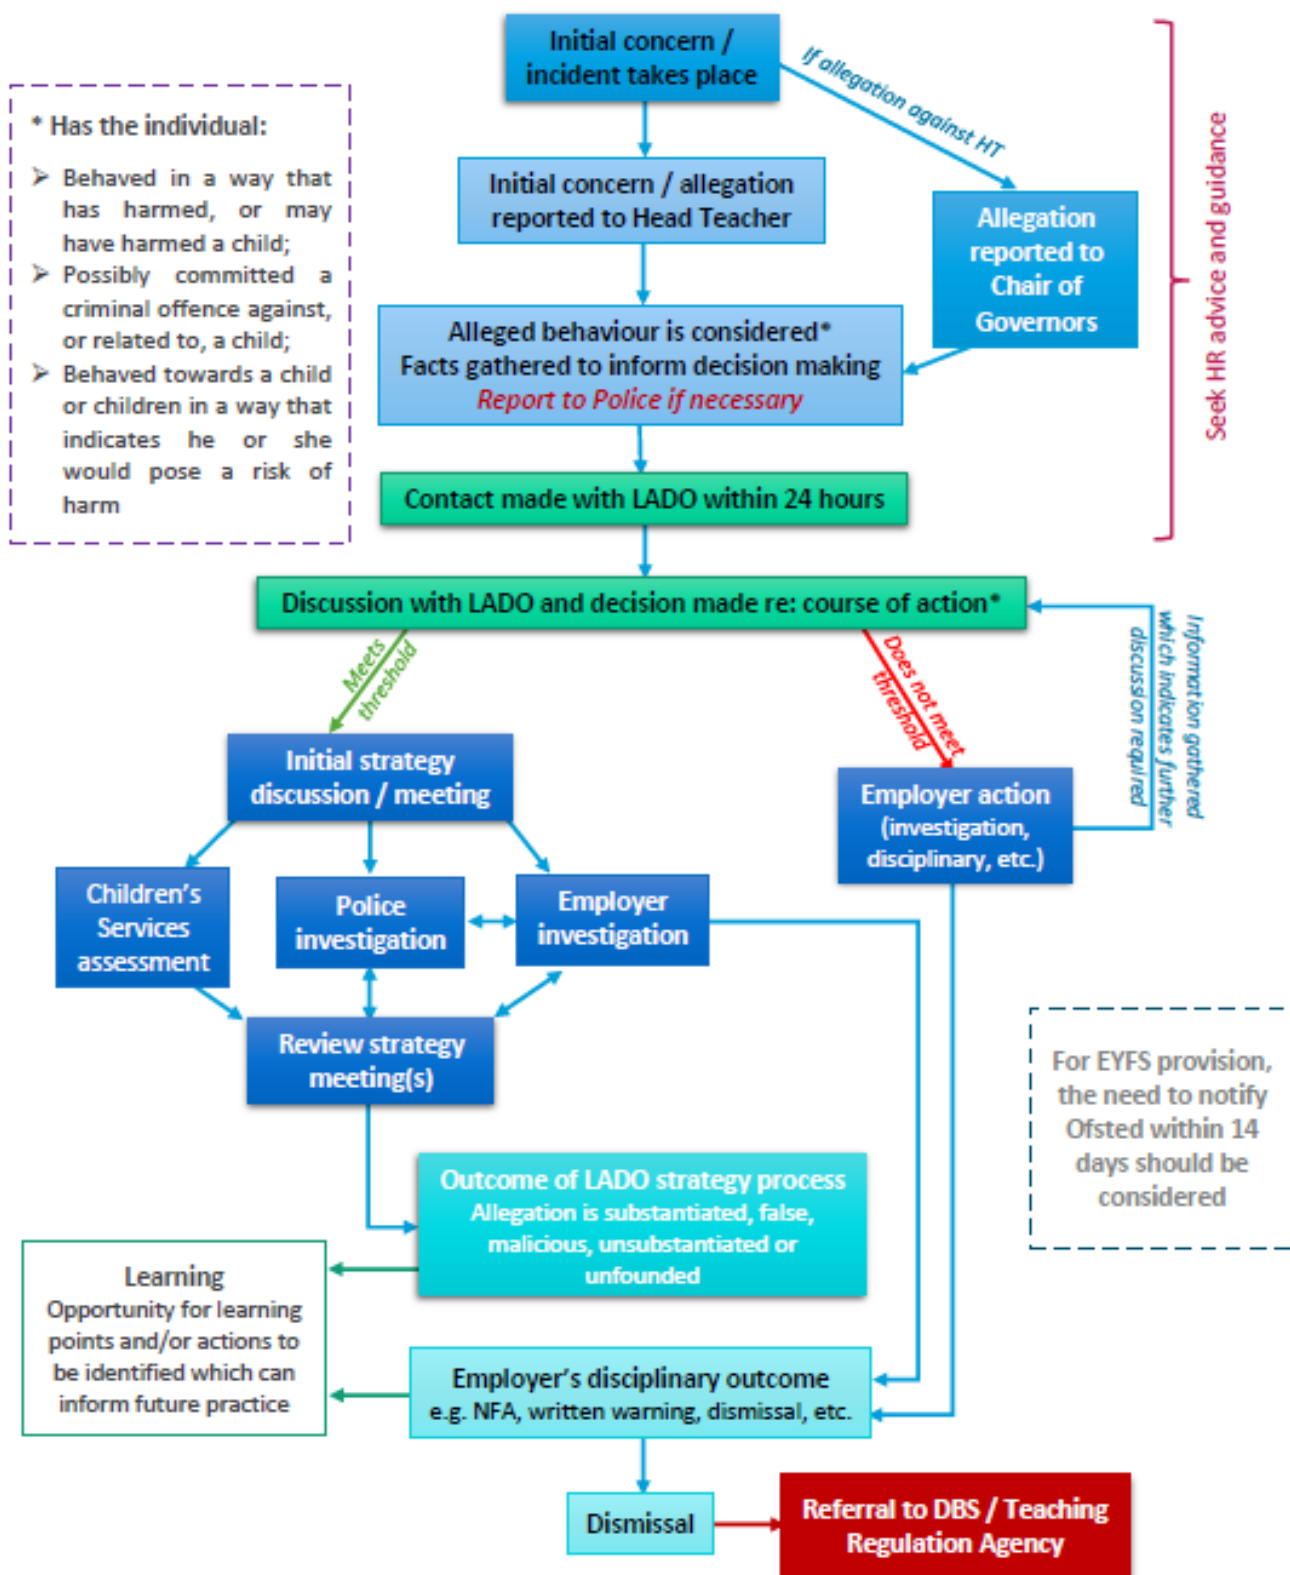 Initial concern /
incident takes place
If allegation against HT
* Has the individual:
➢ Behaved in a way that
has harmed, or may
have harmed a child;
➢ Possibly committed a
criminal offence against,
or related to, a child;
➢ Behaved towards a child
or children in a way that
indicates he or she
would pose a risk of
harm
Initial concern / allegation
reported to Head Teacher
Allegation
reported to
Chair of
Governors
Seek HR advice and guidance
Alleged behaviour is considered*
Facts gathered to inform decision making
Report to Police if necessary
Contact made with LADO within 24 hours
Discussion with LADO and decision made re: course of action*
Meets
threshold
Does not meet
threshold
Information gathered
which indicates further
discussion required
Initial strategy
discussion / meeting
Employer action
(investigation,
disciplinary, etc.)
Children's
Services
assessment
Police
investigation
Employer
investigation
Review strategy
meeting(s)
For EYFS provision,
the need to notify
Ofsted within 14
days should be
considered
Outcome of LADO strategy process
Allegation is substantiated, false,
malicious, unsubstantiated or
unfounded
Learning
Opportunity for learning
points and/or actions to
be identified which can
inform future practice
Employer's disciplinary outcome
e.g. NFA, written warning, dismissal, etc.
Dismissal
Referral to DBS / Teaching
Regulation Agency